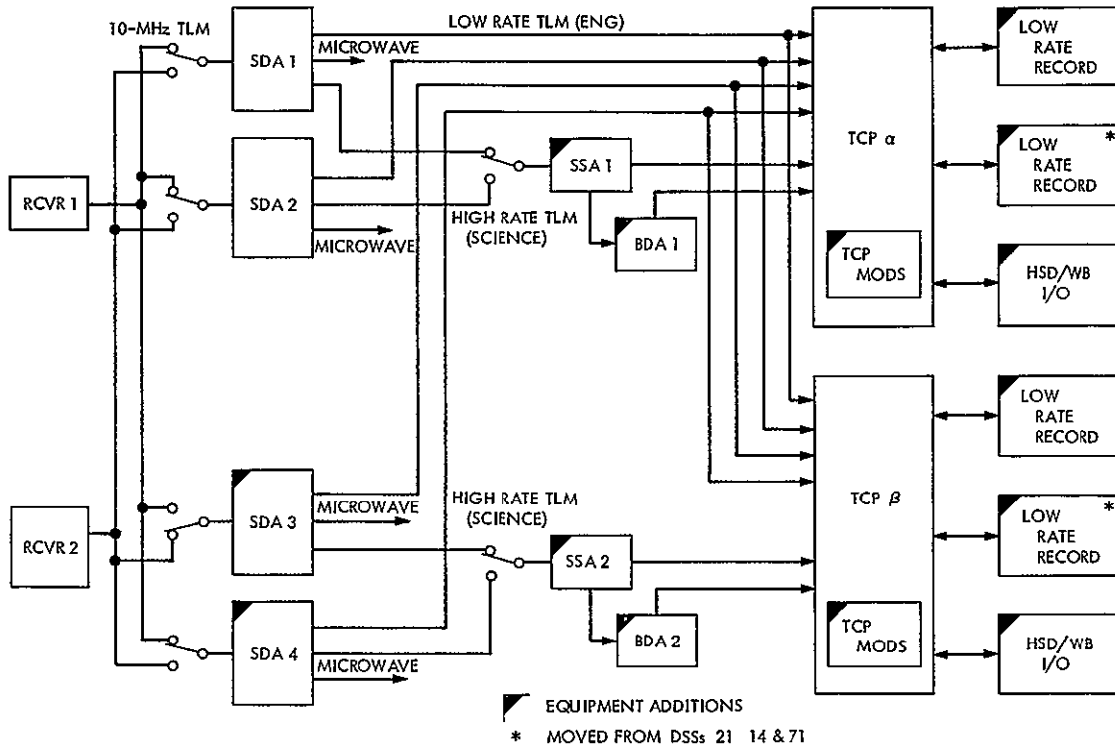 10-MHz TLM
LOW RATE TLM (ENG)
MICROWAVE
SDA 1
SDA 2
MICROWAVE
RCVR 1
HIGH RATE TLM
(SCIENCE)
SSA 1
BDA 1
TCP α
TCP
MODS
LOW
RATE
RECORD
LOW *
RATE
RECORD
HSD/WB
I/O
RCVR 2
SDA 3
MICROWAVE
SDA 4
MICROWAVE
HIGH RATE TLM
(SCIENCE)
SSA 2
BDA 2
TCP β
TCP
MODS
LOW
RATE
RECORD
LOW *
RATE
RECORD
HSD/WB
I/O
EQUIPMENT ADDITIONS
* MOVED FROM DSSs 21 14 & 71